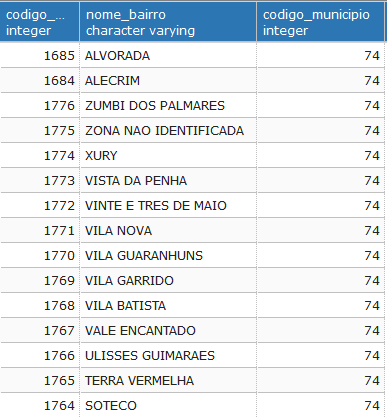 codigo_... nome_bairro codigo_municipio
integer character varying integer
1685 ALVORADA 74
1684 ALECRIM 74
1776 ZUMBI DOS PALMARES 74
1775 ZONA NAO IDENTIFICADA 74
1774 XURY 74
1773 VISTA DA PENHA 74
1772 VINTE E TRES DE MAIO 74
1771 VILA NOVA 74
1770 VILA GUARANHUNS 74
1769 VILA GARRIDO 74
1768 VILA BATISTA 74
1767 VALE ENCANTADO 74
1766 ULISSES GUIMARAES 74
1765 TERRA VERMELHA 74
1764 SOTECO 74